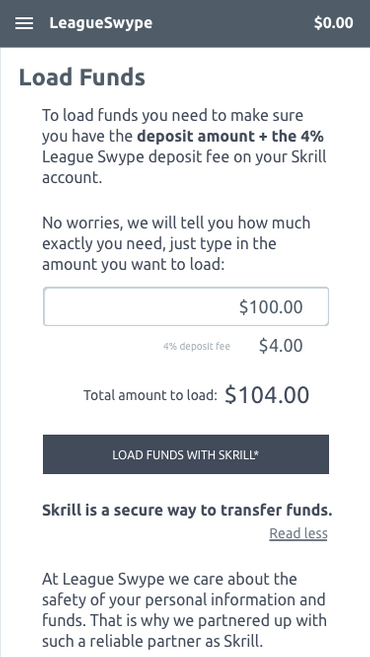 LeagueSwype $0.00
Load Funds
To load funds you need to make sure
you have the deposit amount + the 4%
League Swype deposit fee on your Skrill
account.
No worries, we will tell you how much
exactly you need, just type in the
amount you want to load:
$100.00
4% deposit fee $4.00
Total amount to load: $104.00
LOAD FUNDS WITH SKRILL*
Skrill is a secure way to transfer funds.
Read less
At League Swype we care about the
safety of your personal information and
funds. That is why we partnered up with
such a reliable partner as Skrill.